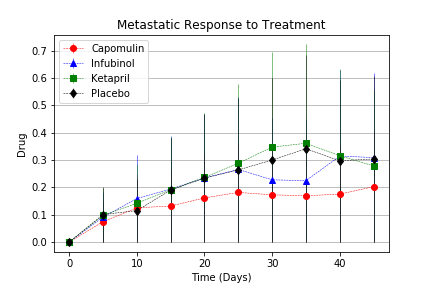 Metastatic Response to Treatment
Capomulin
Infubinol
Ketapril
Placebo
Drug
0.7
0.6
0.5
0.4
0.3
0.2
0.1
0.0
0 10 20 30 40
Time (Days)